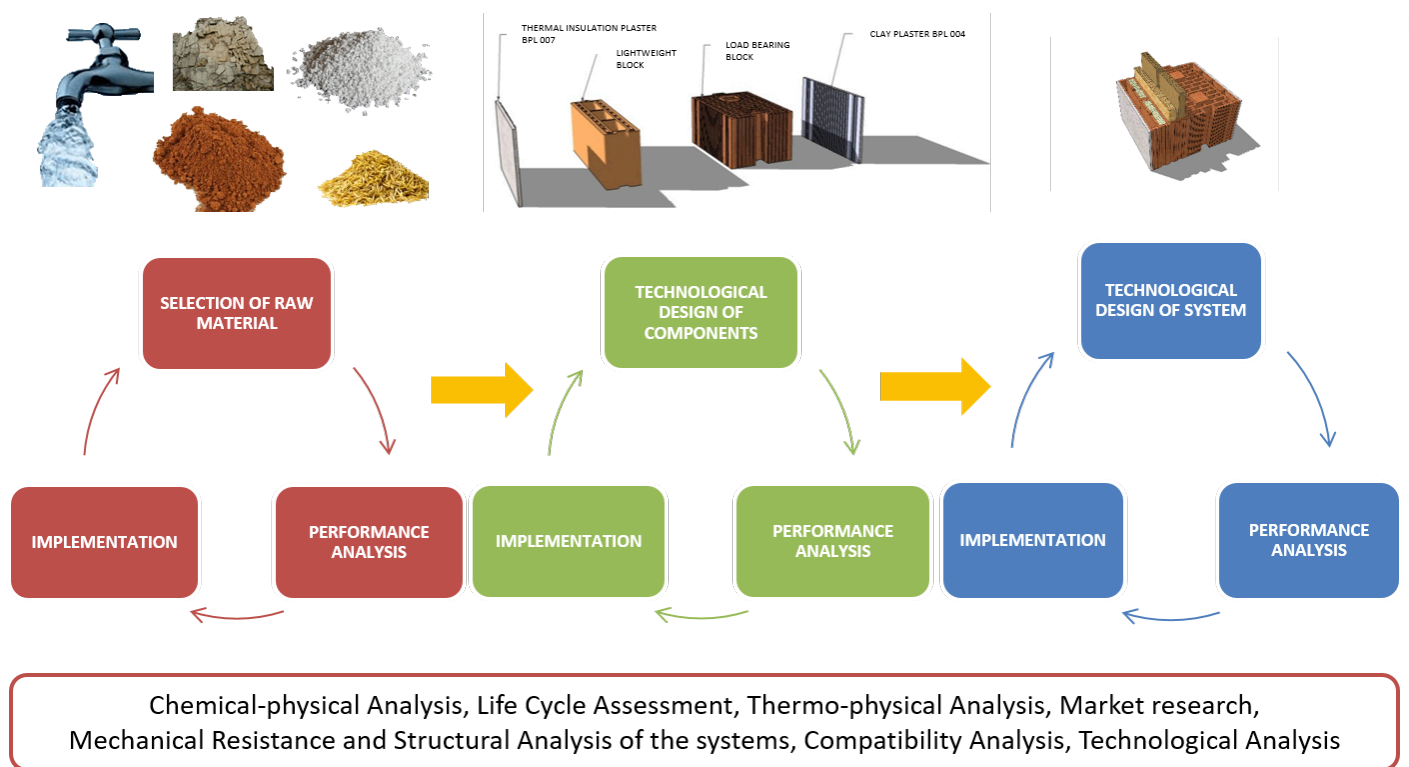 THERMAL INSULATION PLASTER
BPL 007
LIGHTWEIGHT
BLOCK
LOAD BEARING
BLOCK
CLAY PLASTER BPL 004
SELECTION OF RAW
MATERIAL
IMPLEMENTATION
PERFORMANCE
ANALYSIS
TECHNOLOGICAL
DESIGN OF
COMPONENTS
IMPLEMENTATION
PERFORMANCE
ANALYSIS
TECHNOLOGICAL
DESIGN OF SYSTEM
IMPLEMENTATION
PERFORMANCE
ANALYSIS
Chemical-physical Analysis, Life Cycle Assessment, Thermo-physical Analysis, Market research,
Mechanical Resistance and Structural Analysis of the systems, Compatibility Analysis, Technological Analysis